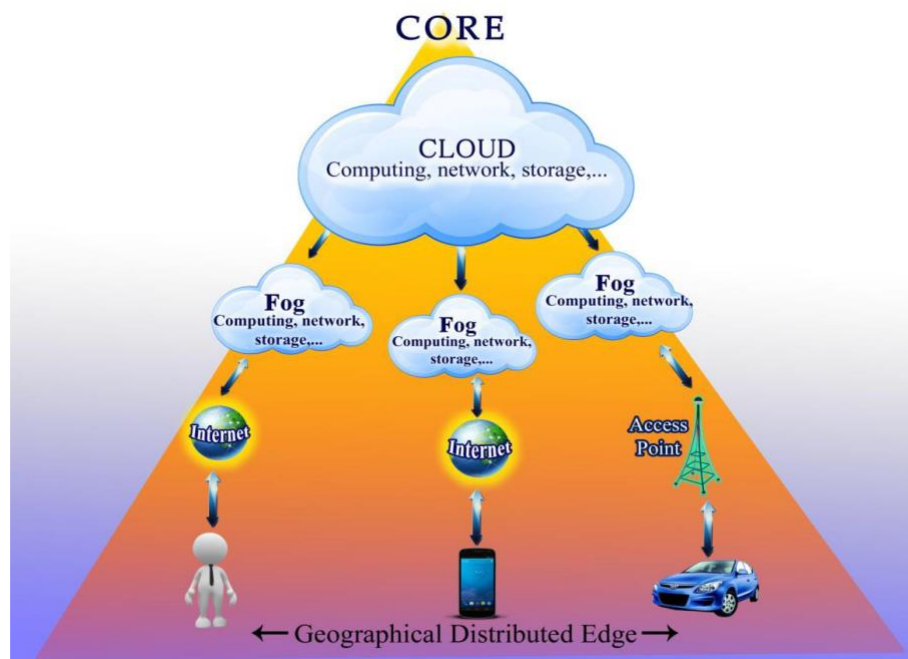 CORE
CLOUD
Computing, network, storage,...
Fog
Computing, network,
storage,...
Fog
Computing, network,
storage,...
Fog
Computing, network,
storage,...
Internet
Internet
Access
Point
Geographical Distributed Edge